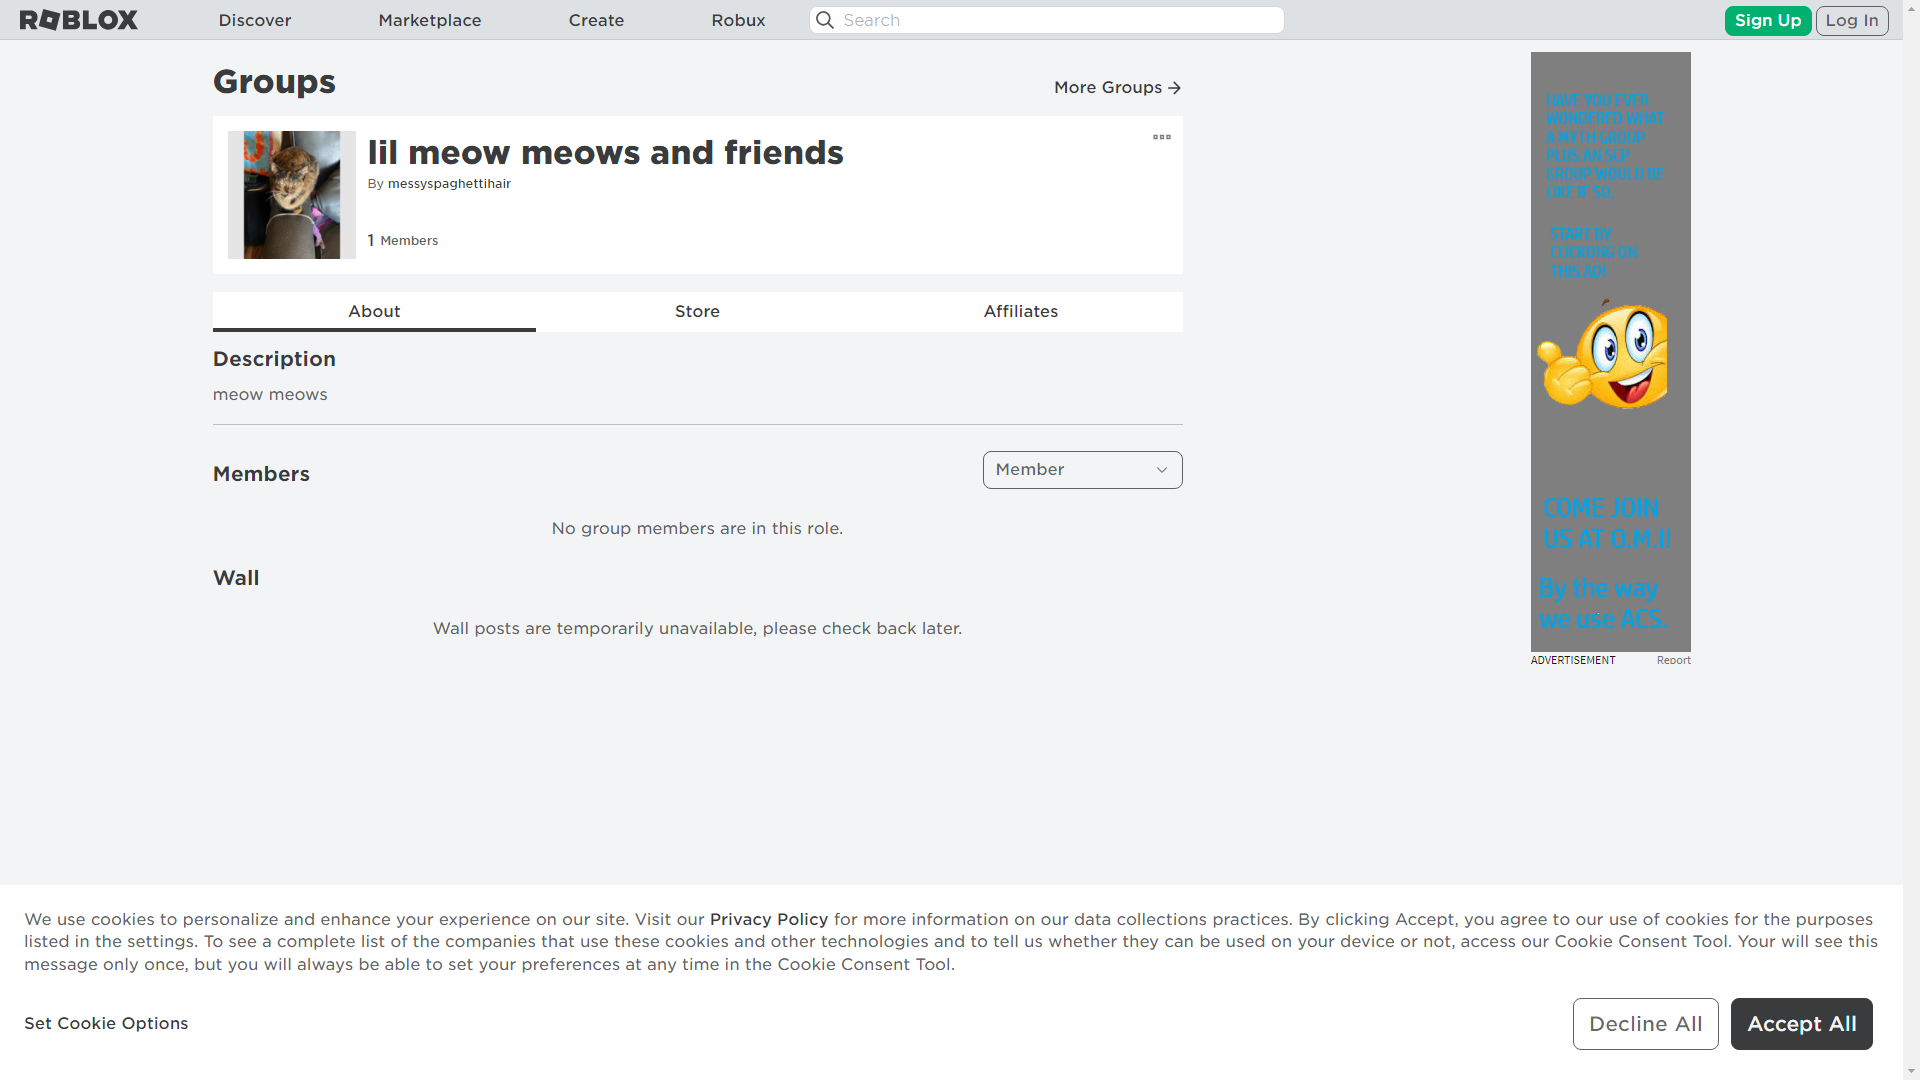 ROBLOX
Discover
Marketplace
Create
Robux
Search
Sign Up
Log In
Groups
More Groups
lil meow meows and friends
By messyspaghettihair
1 Members
About
Store
Affiliates
Description
meow meows
Members
Member
No group members are in this role.
Wall
Wall posts are temporarily unavailable, please check back later.
HAVE YOU EVER
WONDERED WHAT
A MYTH GROUP
PLUS AN SCP
GROUP WOULD BE
LIKE IF SO.
START BY
CLICKONG ON
THIS AD!
COME JOIN
US AT O.M.I!
By the way
we use ACS.
ADVERTISEMENT
Report
We use cookies to personalize and enhance your experience on our site. Visit our Privacy Policy for more information on our data collections practices. By clicking Accept, you agree to our use of cookies for the purposes
listed in the settings. To see a complete list of the companies that use these cookies and other technologies and to tell us whether they can be used on your device or not, access our Cookie Consent Tool. Your will see this
message only once, but you will always be able to set your preferences at any time in the Cookie Consent Tool.
Set Cookie Options
Decline All
Accept All